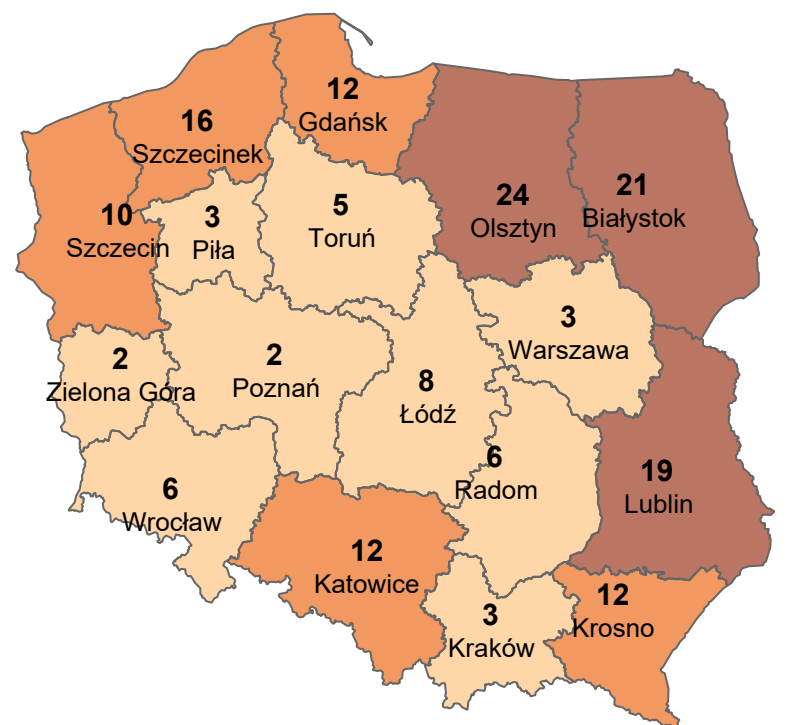 12
Gdańsk
16
Szczecinek
24
Olsztyn
21
Białystok
10
Szczecin
3
Piła
5
Toruń
3
Warszawa
2
Zielona Góra
2
Poznań
8
Łódź
6
Radom
19
Lublin
6
Wrocław
12
Katowice
3
Kraków
12
Krosno